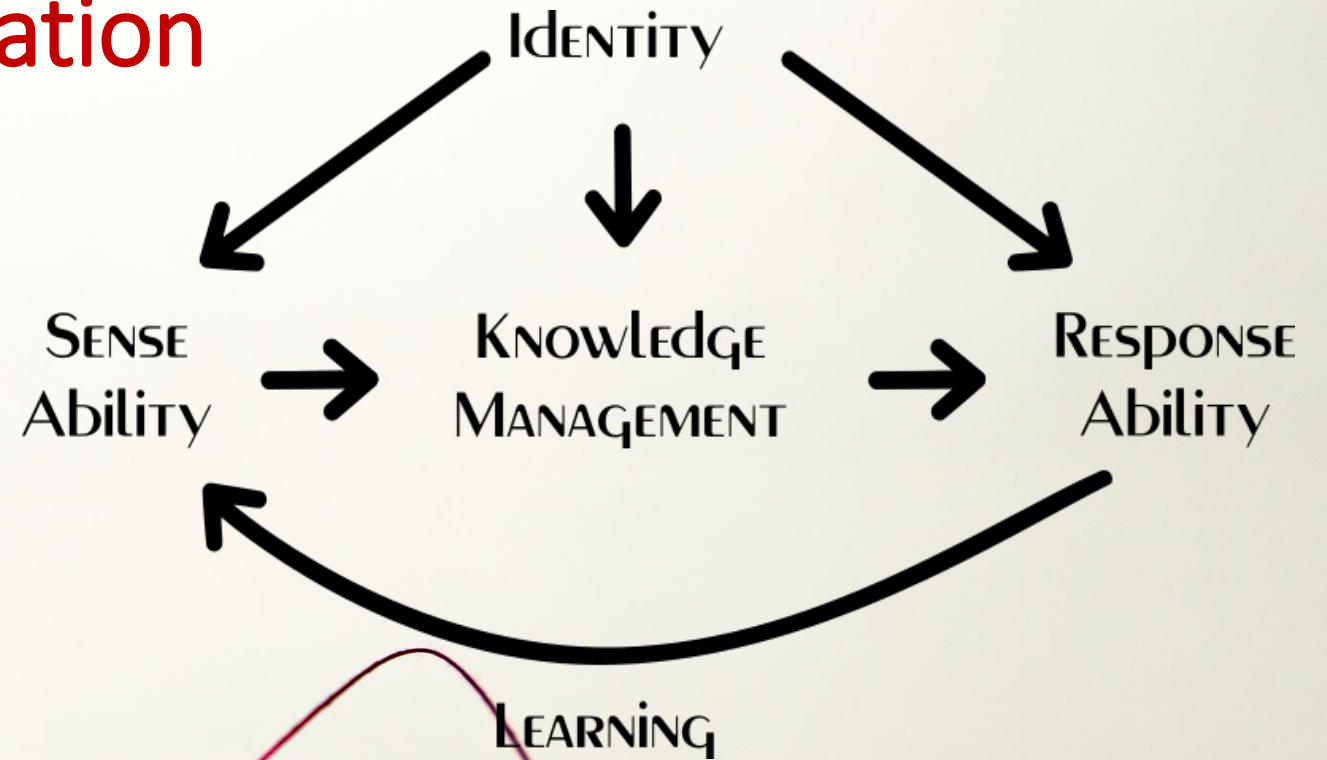 ation
Identity
Sense
Ability
Knowledge
Management
Response
Ability
Learning